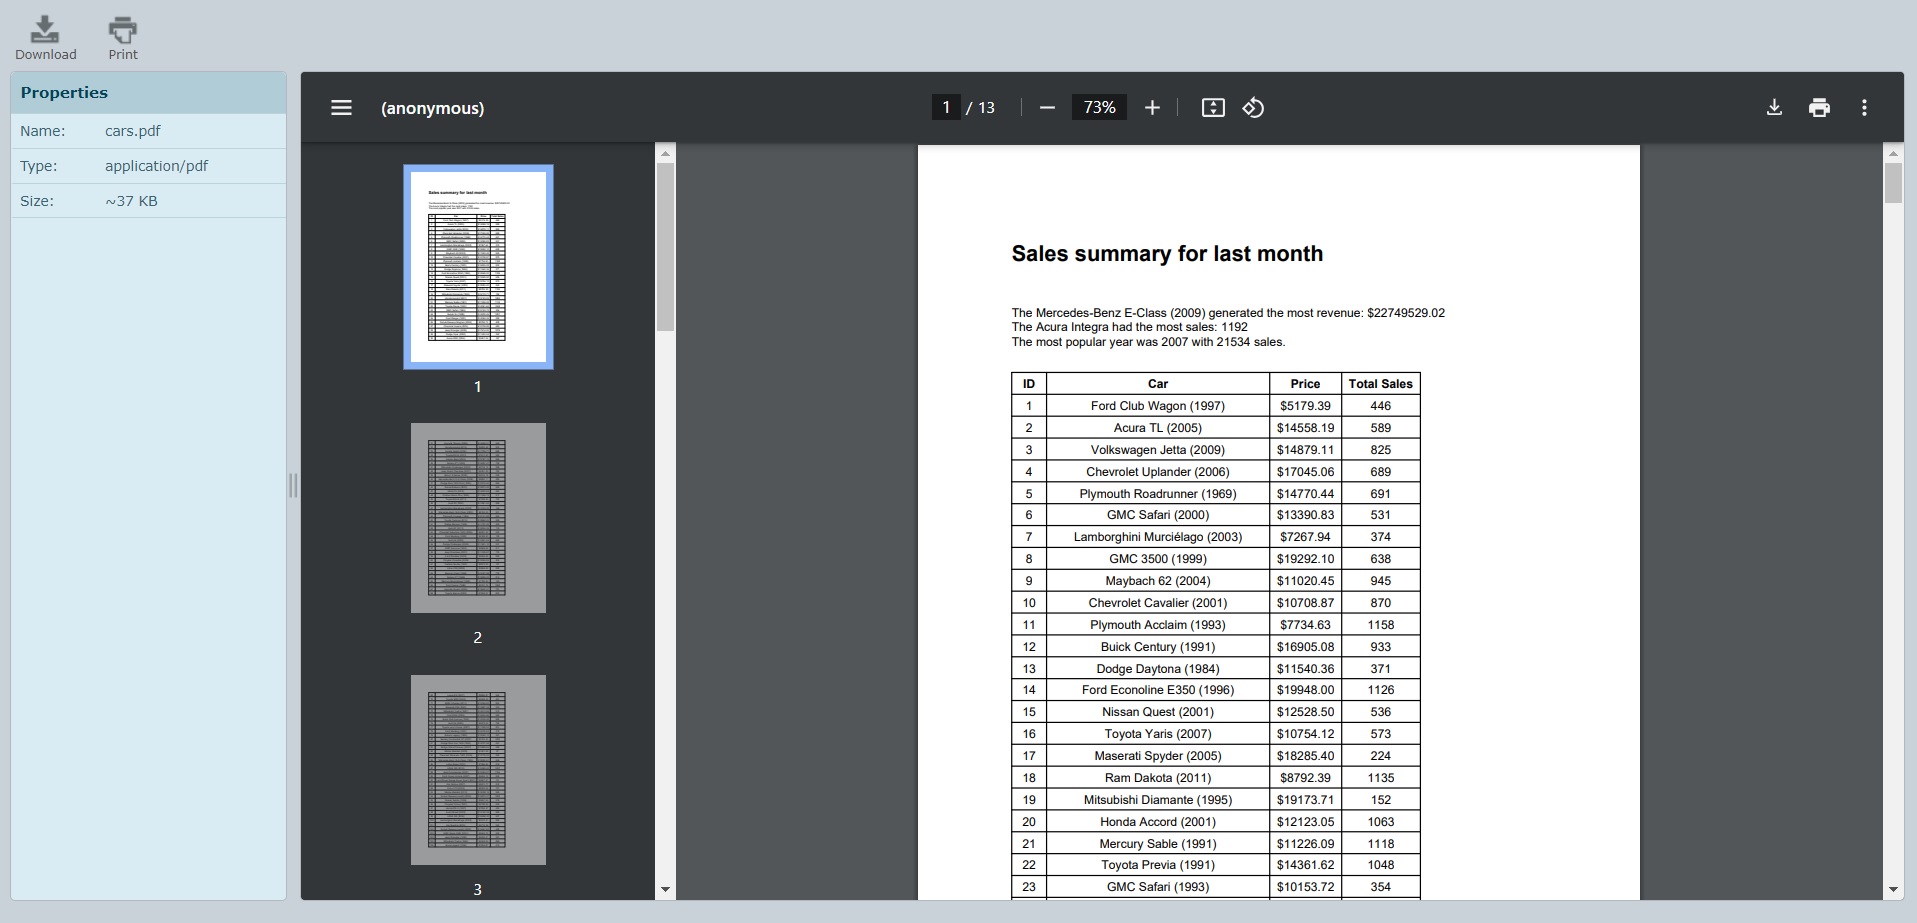 Download Print
Properties
Name: cars.pdf
Type: application/pdf
Size: ~37 KB
(anonymous) 1 / 13 73%
1
2
3
Sales summary for last month
The Mercedes-Benz E-Class (2009) generated the most revenue: $22749529.02
The Acura Integra had the most sales: 1192
The most popular year was 2007 with 21534 sales.
ID Car Price Total Sales
1 Ford Club Wagon (1997) $5179.39 446
2 Acura TL (2005) $14558.19 589
3 Volkswagen Jetta (2009) $14879.11 825
4 Chevrolet Uplander (2006) $17045.06 689
5 Plymouth Roadrunner (1969) $14770.44 691
6 GMC Safari (2000) $13390.83 531
7 Lamborghini Murciélago (2003) $7267.94 374
8 GMC 3500 (1999) $19292.10 638
9 Maybach 62 (2004) $11020.45 945
10 Chevrolet Cavalier (2001) $10708.87 870
11 Plymouth Acclaim (1993) $7734.63 1158
12 Buick Century (1991) $16905.08 933
13 Dodge Daytona (1984) $11540.36 371
14 Ford Econoline E350 (1996) $19948.00 1126
15 Nissan Quest (2001) $12528.50 536
16 Toyota Yaris (2007) $10754.12 573
17 Maserati Spyder (2005) $18285.40 224
18 Ram Dakota (2011) $8792.39 1135
19 Mitsubishi Diamante (1995) $19173.71 152
20 Honda Accord (2001) $12123.05 1063
21 Mercury Sable (1991) $11226.09 1118
22 Toyota Previa (1991) $14361.62 1048
23 GMC Safari (1993) $10153.72 354